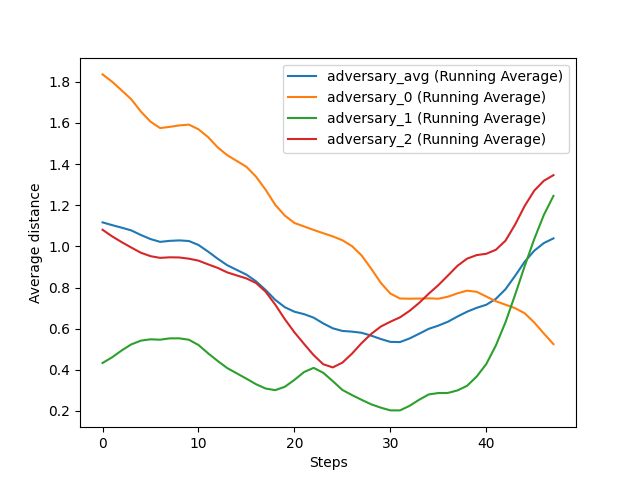 adversary_avg (Running Average)
adversary_0 (Running Average)
adversary_1 (Running Average)
adversary_2 (Running Average)
1.8
1.6
1.4
1.2
1.0
0.8
0.6
0.4
0.2
Average distance
0 10 20 30 40
Steps